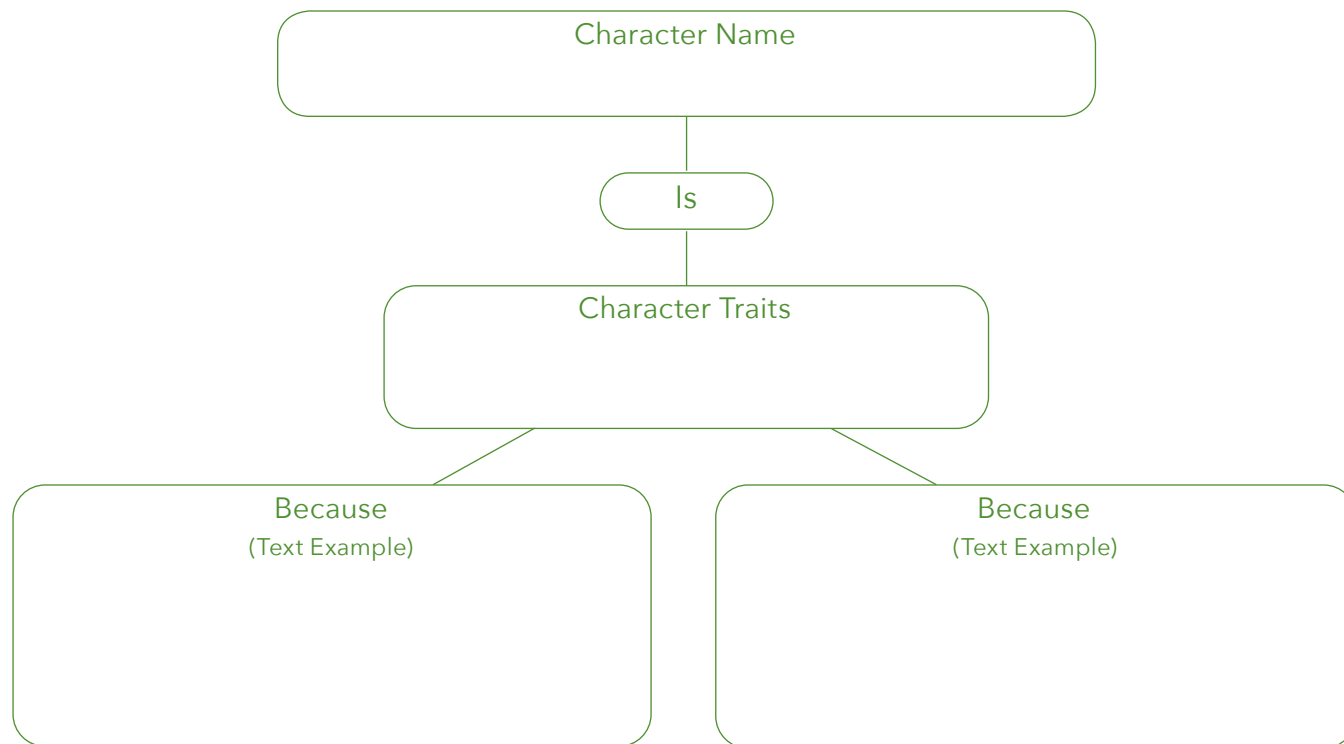 Character Name
Is
Character Traits
Because
(Text Example)
Because
(Text Example)